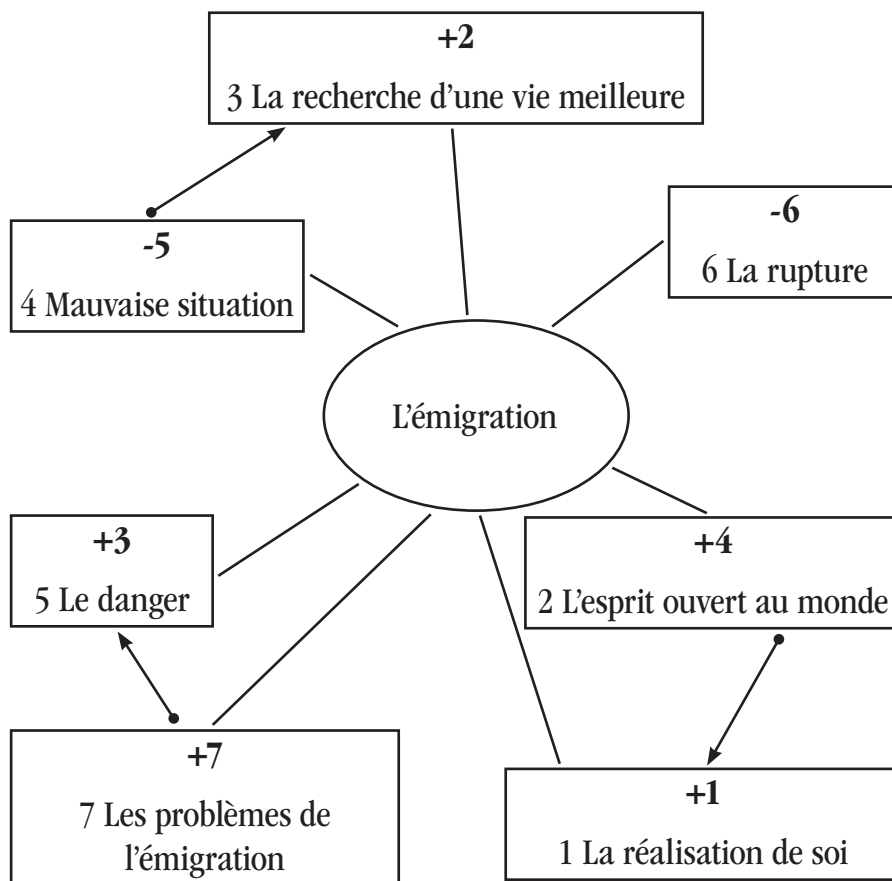 +2
3 La recherche d'une vie meilleure
-6
6 La rupture
-5
4 Mauvaise situation
L'émigration
+3
5 Le danger
+4
2 L'esprit ouvert au monde
+7
7 Les problèmes de
l'émigration
+1
1 La réalisation de soi